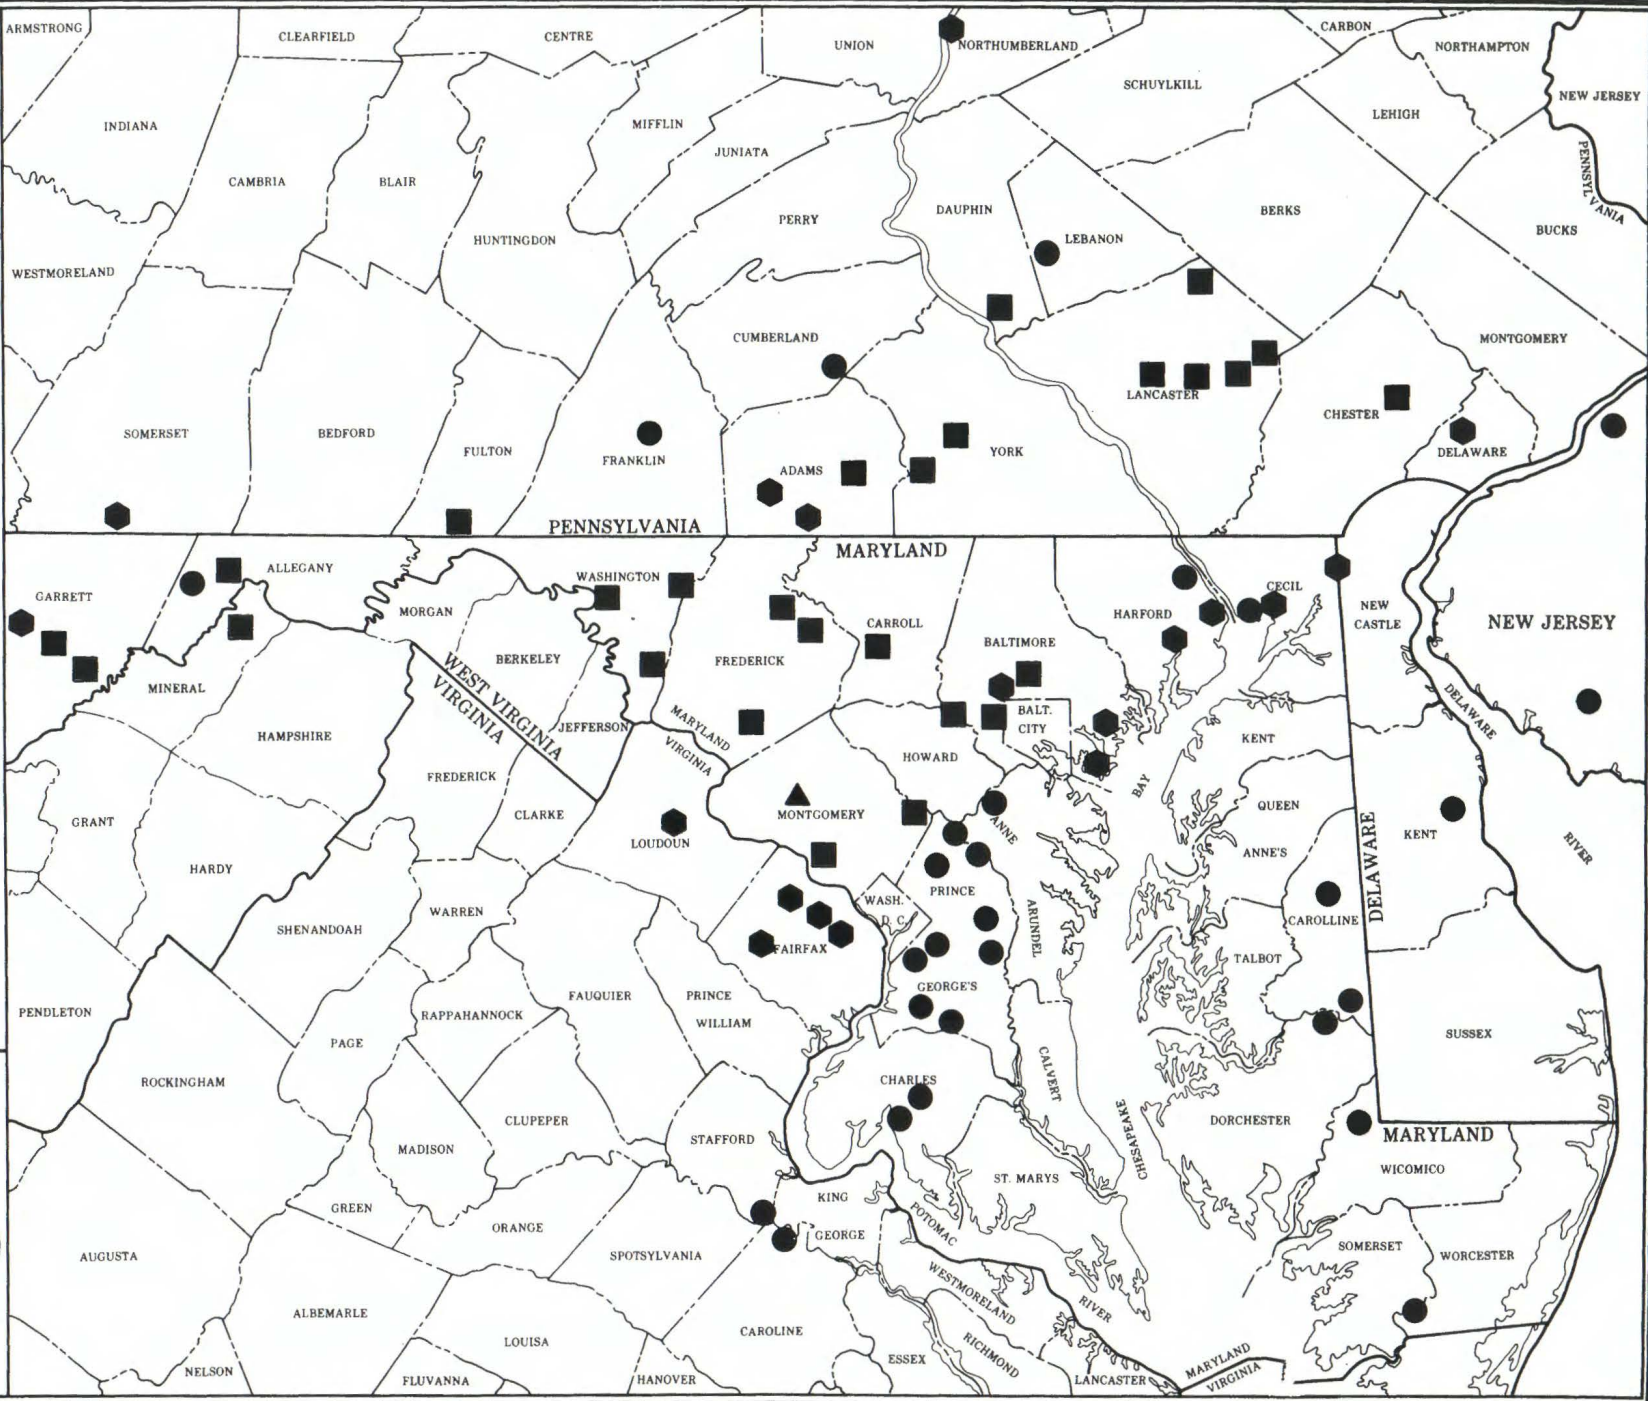 ARMSTRONG
CLEARFIELD
CENTRE
UNION
NORTHUMBERLAND
CARBON
NORTHAMPTON
SCHUYLKILL
NEW JERSEY
LEHIGH
INDIANA
MIFFLIN
JUNIATA
PENNSYLVANIA
CAMBRIA
BLAIR
PERRY
DAUPHIN
BERKS
BUCKS
HUNTINGDON
LEBANON
WESTMORELAND
CUMBERLAND
MONTGOMERY
LANCASTER
CHESTER
SOMERSET
BEDFORD
FULTON
FRANKLIN
ADAMS
YORK
DELAWARE
PENNSYLVANIA
MARYLAND
ALLEGANY
WASHINGTON
GARRETT
MORGAN
CARROLL
HARFORD
CECIL
NEW
CASTLE
NEW JERSEY
BALTIMORE
BERKELEY
FREDERICK
MINERAL
WEST VIRGINIA
VIRGINIA
JEFFERSON
MARYLAND
VIRGINIA
BALT.
CITY
DELAWARE
HAMPSHIRE
KENT
HOWARD
FREDERICK
BAY
CLARKE
MONTGOMERY
QUEEN
ANNE'S
GRANT
LOUDOUN
ANNE
ARUNDEL
KENT
RIVER
DELAWARE
HARDY
PRINCE
GEORGE'S
WASH.
D.C.
WARREN
SHENANDOAH
CAROLLINE
FAIRFAX
TALBOT
PENDLETON
FAUQUIER
PRINCE
WILLIAM
RAPPAHANNOCK
PAGE
SUSSEX
ROCKINGHAM
CHARLES
CALVERT
CLUPEPER
STAFFORD
CHESAPEAKE
DORCHESTER
MARYLAND
MADISON
WICOMICO
ST. MARYS
KING
GEORGE
GREEN
ORANGE
POTOMAC
RIVER
AUGUSTA
SPOTSYLVANIA
SOMERSET
WORCESTER
WESTMORELAND
ALBEMARLE
LOUISA
CAROLINE
RICHMOND
ESSEX
MARYLAND
VIRGINIA
NELSON
FLUVANNA
HANOVER
LANCASTER